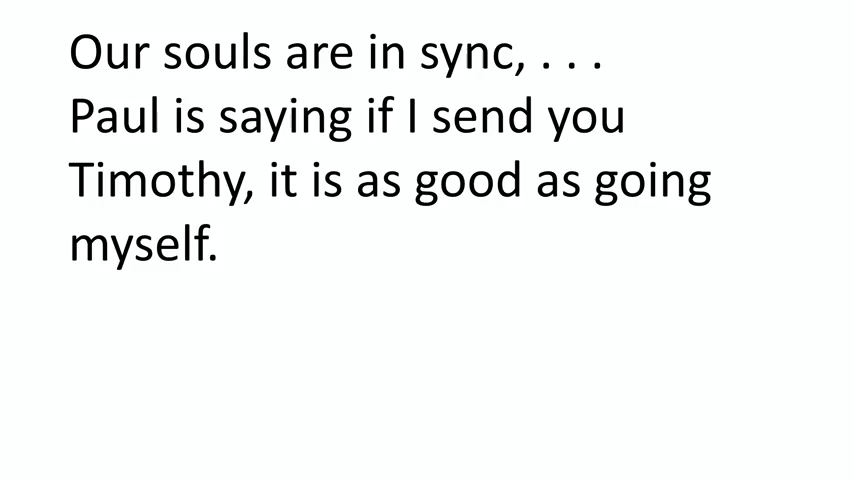 Our souls are in sync, . . .
Paul is saying if I send you
Timothy, it is as good as going
myself.